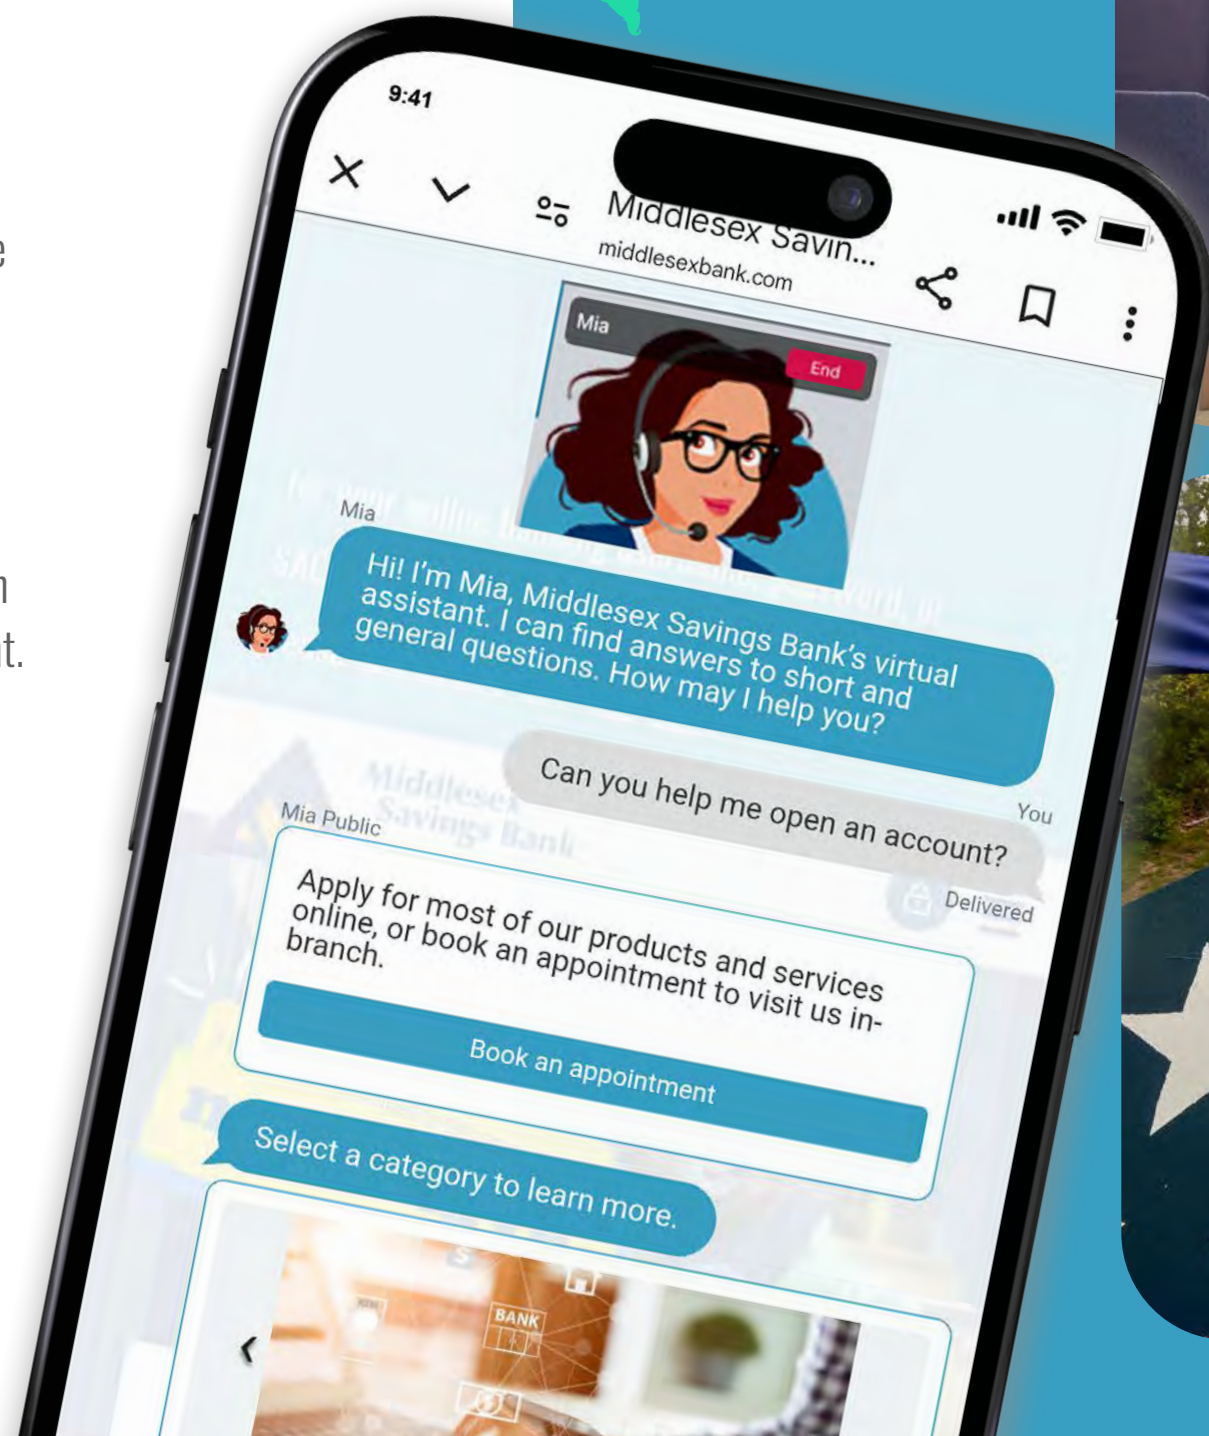 9:41
Middlesex Savin...
middlesexbank.com
Mia
End
Mia
Hi! I'm Mia, Middlesex Savings Bank's virtual
assistant. I can find answers to short and
general questions. How may I help you?
You
Can you help me open an account?
Delivered
Middlesex
Savings Bank
Mia Public
Apply for most of our products and services
online, or book an appointment to visit us in-
branch.
Book an appointment
Select a category to learn more.
BANK